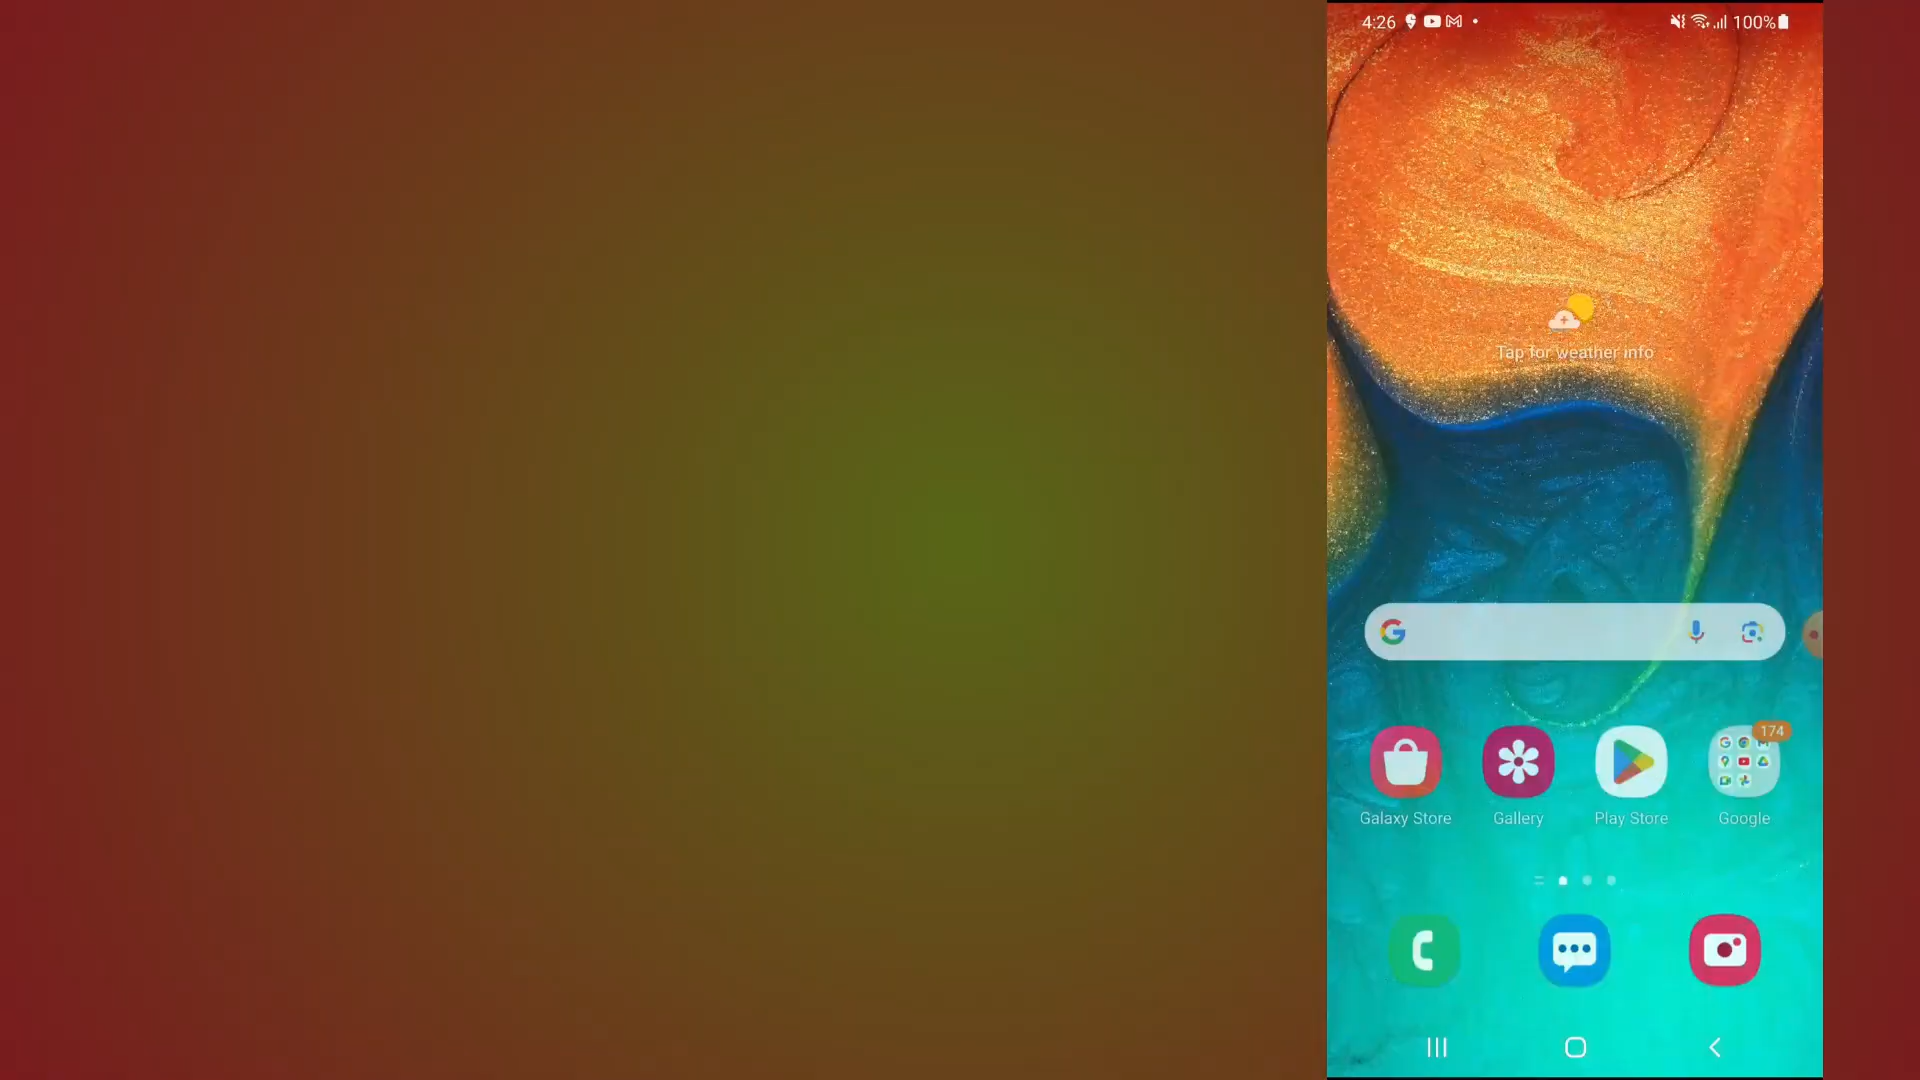 4:26
100%
Tap for weather info
174
Galaxy Store
Gallery
Play Store
Google